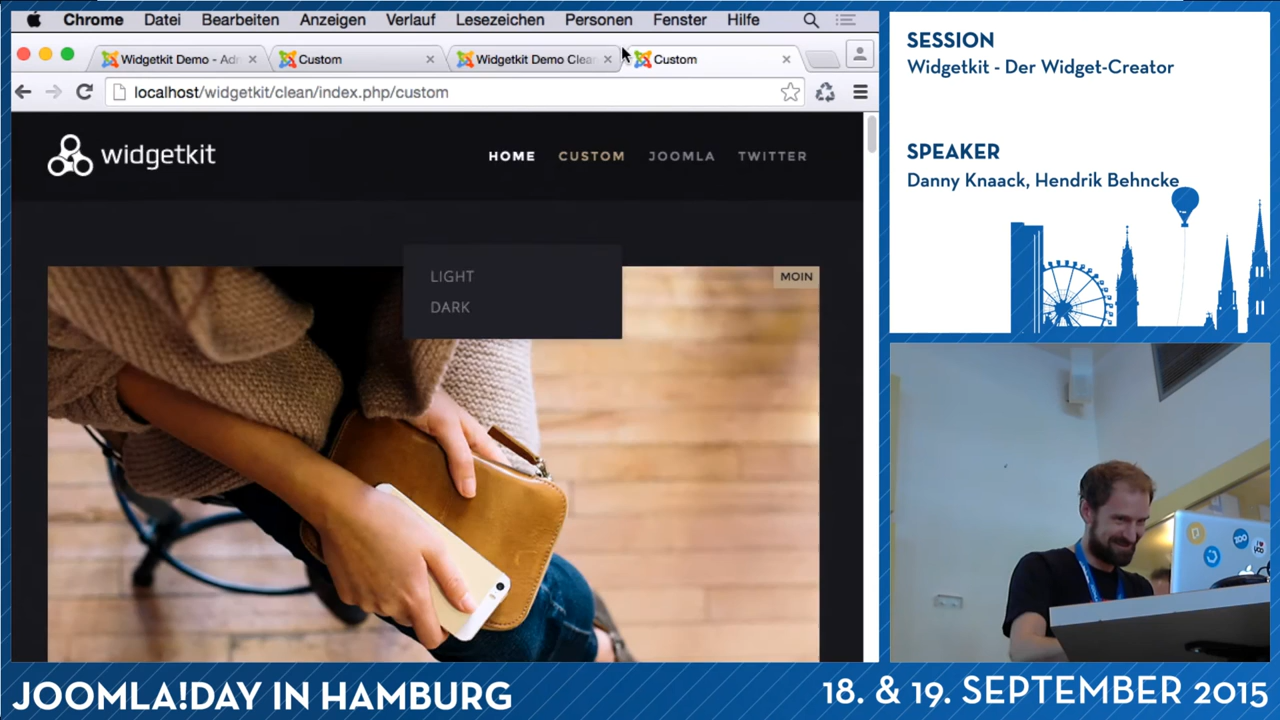 Chrome Datei Bearbeiten Anzeigen Verlauf Lesezeichen Personen Fenster Hilfe
Widgetkit Demo - Adr
Custom
Widgetkit Demo Clea
Custom
localhost/widgetkit/clean/index.php/custom
widgetkit
HOME CUSTOM JOOMLA TWITTER
LIGHT
DARK
MOIN
SESSION
Widgetkit - Der Widget-Creator
SPEAKER
Danny Knaack, Hendrik Behncke
ZOO
JOOMLA!DAY IN HAMBURG
18. & 19. SEPTEMBER 2015